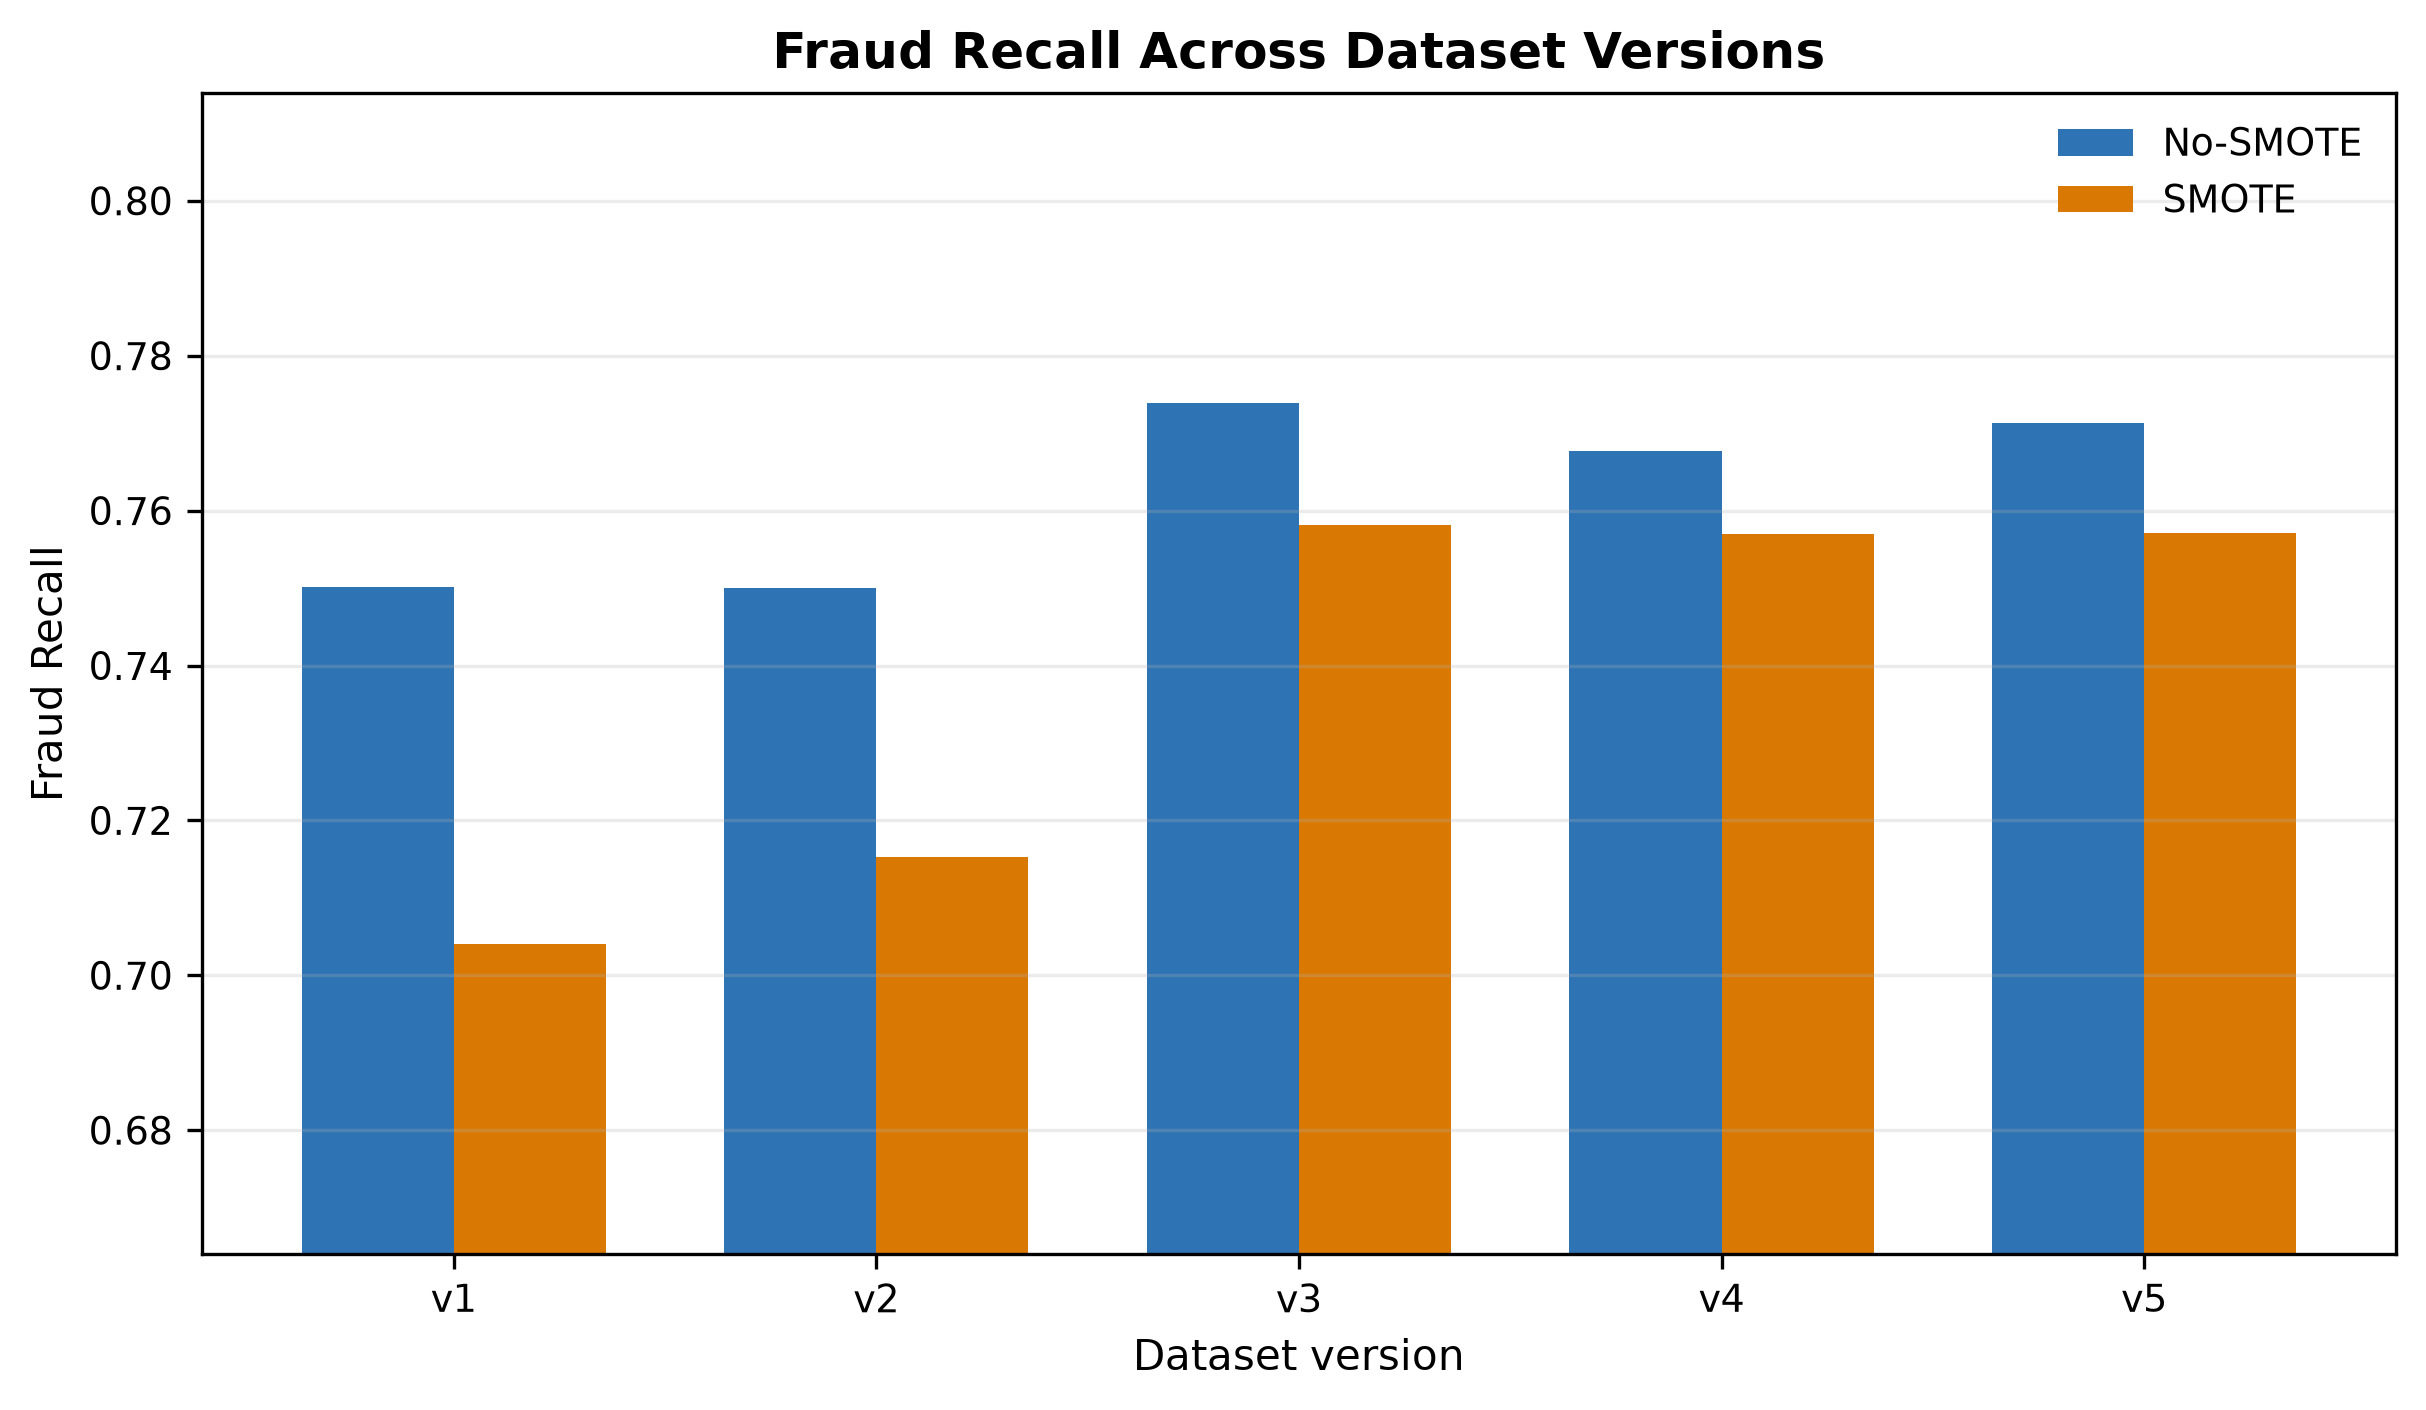 Fraud Recall Across Dataset Versions
No-SMOTE
SMOTE
0.80
0.78
0.76
0.74
0.72
0.70
0.68
Fraud Recall
v1 v2 v3 v4 v5
Dataset version